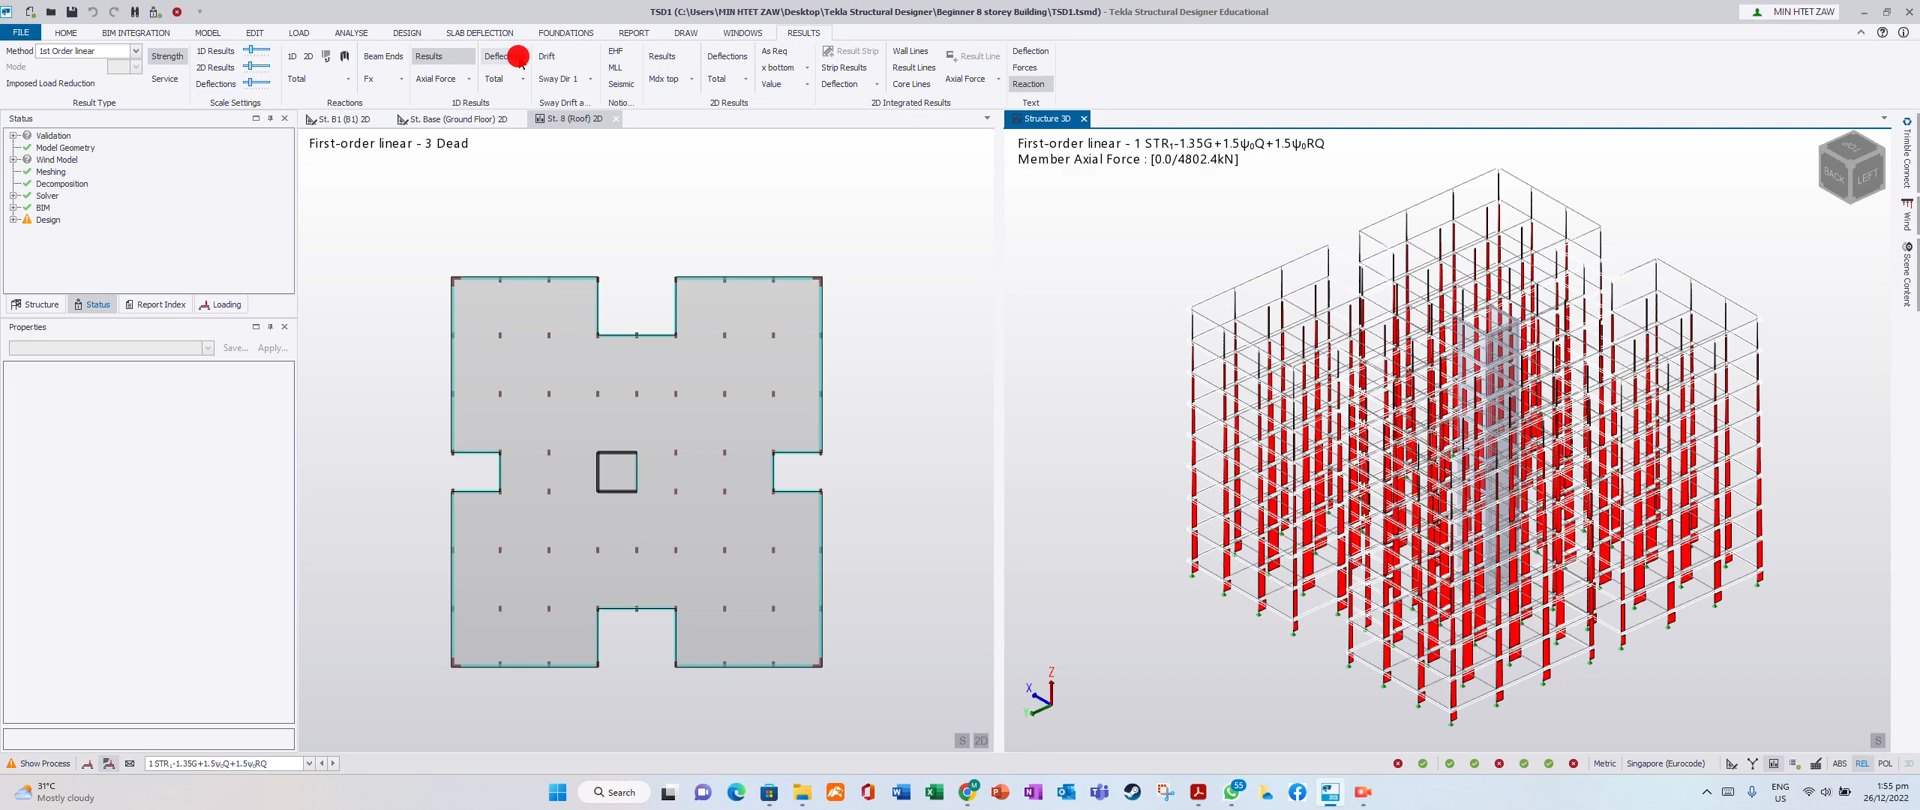 TSD1 (C:\Users\MIN HTET ZAW\Desktop\Tekla Structural Designer\Beginner 8 storey Building\TSD1.tsmd) - Tekla Structural Designer Educational
MIN HTET ZAW
FILE HOME BIM INTEGRATION MODEL EDIT LOAD ANALYSE DESIGN SLAB DEFLECTION FOUNDATIONS REPORT DRAW WINDOWS RESULTS
Method 1st Order linear
Mode
Imposed Load Reduction
Result Type
Strength
Service
1D Results
2D Results
Deflections
Scale Settings
1D 2D
Total
Beam Ends
Fx
Reactions
Results
Axial Force
Total
1D Results
Drift
Sway Dir 1
Sway Drift a...
EHF
MLL
Seismic
Notio...
Results
Mdx top
Deflections
Total
As Req
x bottom
Value
2D Results
Result Strip
Strip Results
Deflection
Wall Lines
Result Lines
Core Lines
Result Line
Axial Force
2D Integrated Results
Deflection
Forces
Reaction
Text
Status
Validation
Model Geometry
Wind Model
Meshing
Decomposition
Solver
BIM
Design
Structure Status Report Index Loading
Properties
Save... Apply...
St. B1 (B1) 2D St. Base (Ground Floor) 2D St. 8 (Roof) 2D
First-order linear - 3 Dead
S 2D
Structure 3D
First-order linear - 1 STR₁-1.35G+1.5ψ₀Q+1.5ψ₀RQ
Member Axial Force : [0.0/4802.4kN]
TOP
BACK LEFT
Z
X
Y
S
Trimble Connect
Wind
Scene Content
Show Process 1 STR₁-1.35G+1.5ψ₀Q+1.5ψ₀RQ
Metric Singapore (Eurocode) ABS REL POL 3D
31°C
Mostly cloudy
Search
55
ENG
US
1:55 pm
26/12/2022